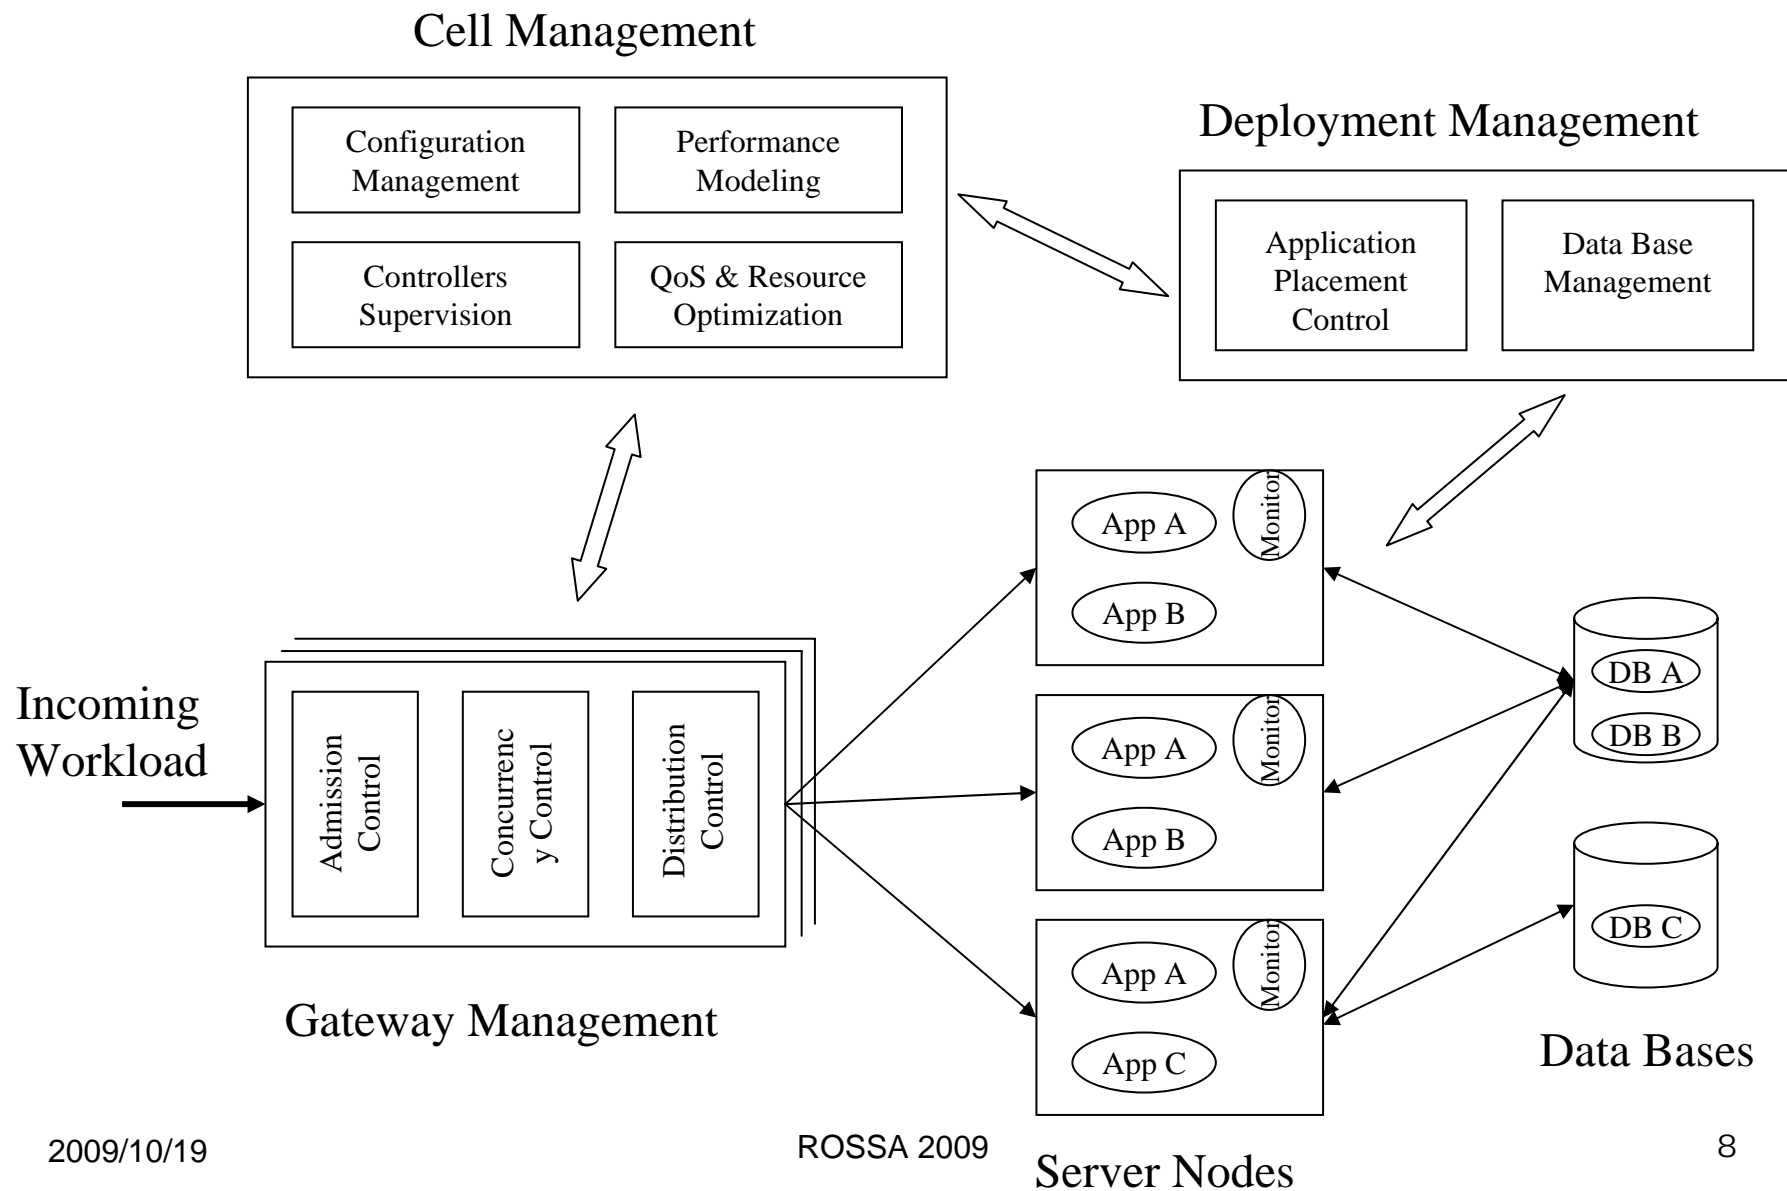 Cell Management
Configuration
Management
Performance
Modeling
Controllers
Supervision
QoS & Resource
Optimization
Deployment Management
Application
Placement
Control
Data Base
Management
Incoming
Workload
Admission
Control
Concurrenc
y Control
Distribution
Control
Gateway Management
App A
Monitor
App B
App A
Monitor
App B
App A
Monitor
App C
Server Nodes
DB A
DB B
DB C
Data Bases
2009/10/19
ROSSA 2009
8